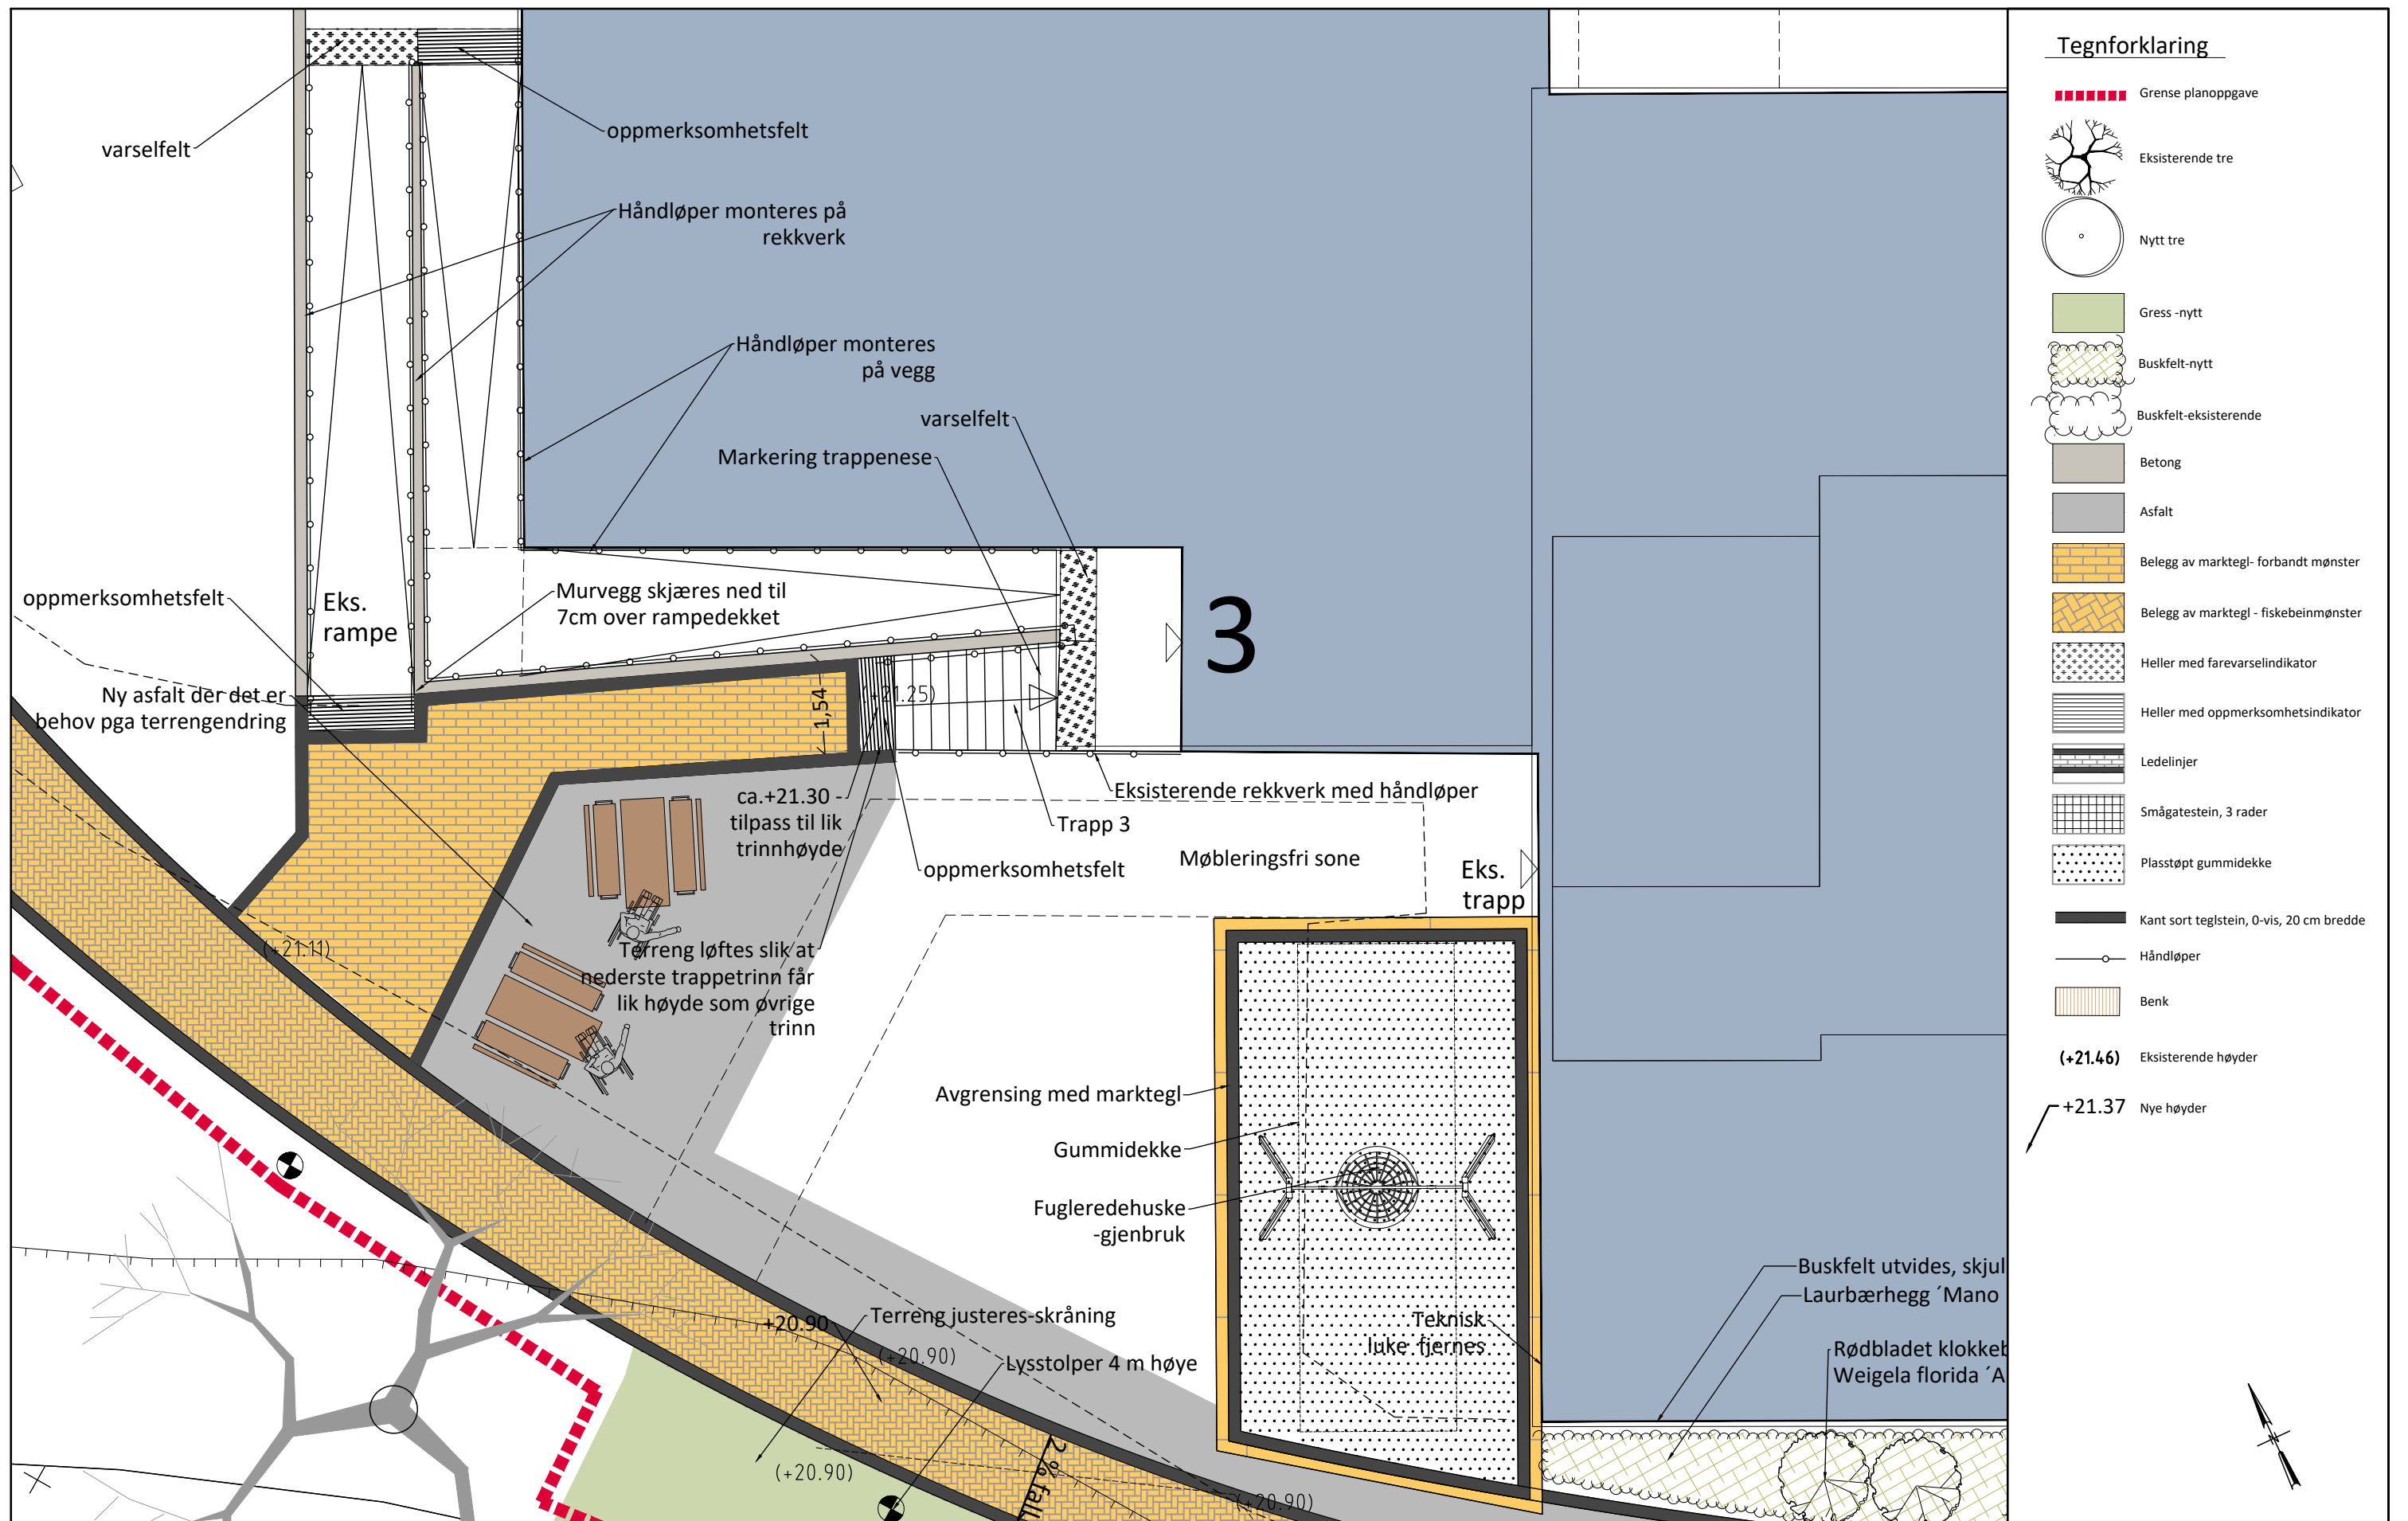 varselfelt
oppmerksomhetsfelt
Håndløper monteres på
rekkverk
Håndløper monteres
på vegg
varselfelt
Markering trappenese
oppmerksomhetsfelt
Eks.
rampe
Murvegg skjæres ned til
7cm over rampedekket
3
Ny asfalt der det er
behov pga terrengendring
1,54
(+21.25)
ca.+21.30
tilpass til lik
trinnhøyde
Eksisterende rekkverk med håndløper
Trapp 3
oppmerksomhetsfelt
Møbleringsfri sone
Eks.
trapp
(+21.11)
Terreng løftes slik at
nederste trappetrinn får
lik høyde som øvrige
trinn
Avgrensing med marktegl
Gummidekke
Fugleredehuske
-gjenbruk
Teknisk
luke fjernes
Terreng justeres-skråning
+20.90
(+20.90)
Lysstolper 4 m høye
(+20.90)
2% fall
(+20.90)
Buskfelt utvides, skjul
Laurbærhegg ´Mano
Rødbladet klokkeb
Weigela florida ´A
Tegnforklaring
Grense planoppgave
Eksisterende tre
Nytt tre
Gress -nytt
Buskfelt-nytt
Buskfelt-eksisterende
Betong
Asfalt
Belegg av marktegl- forbandt mønster
Belegg av marktegl - fiskebeinmønster
Heller med farevarselindikator
Heller med oppmerksomhetsindikator
Ledelinjer
Smågatestein, 3 rader
Plasstøpt gummidekke
Kant sort teglstein, 0-vis, 20 cm bredde
Håndløper
Benk
(+21.46) Eksisterende høyder
+21.37 Nye høyder